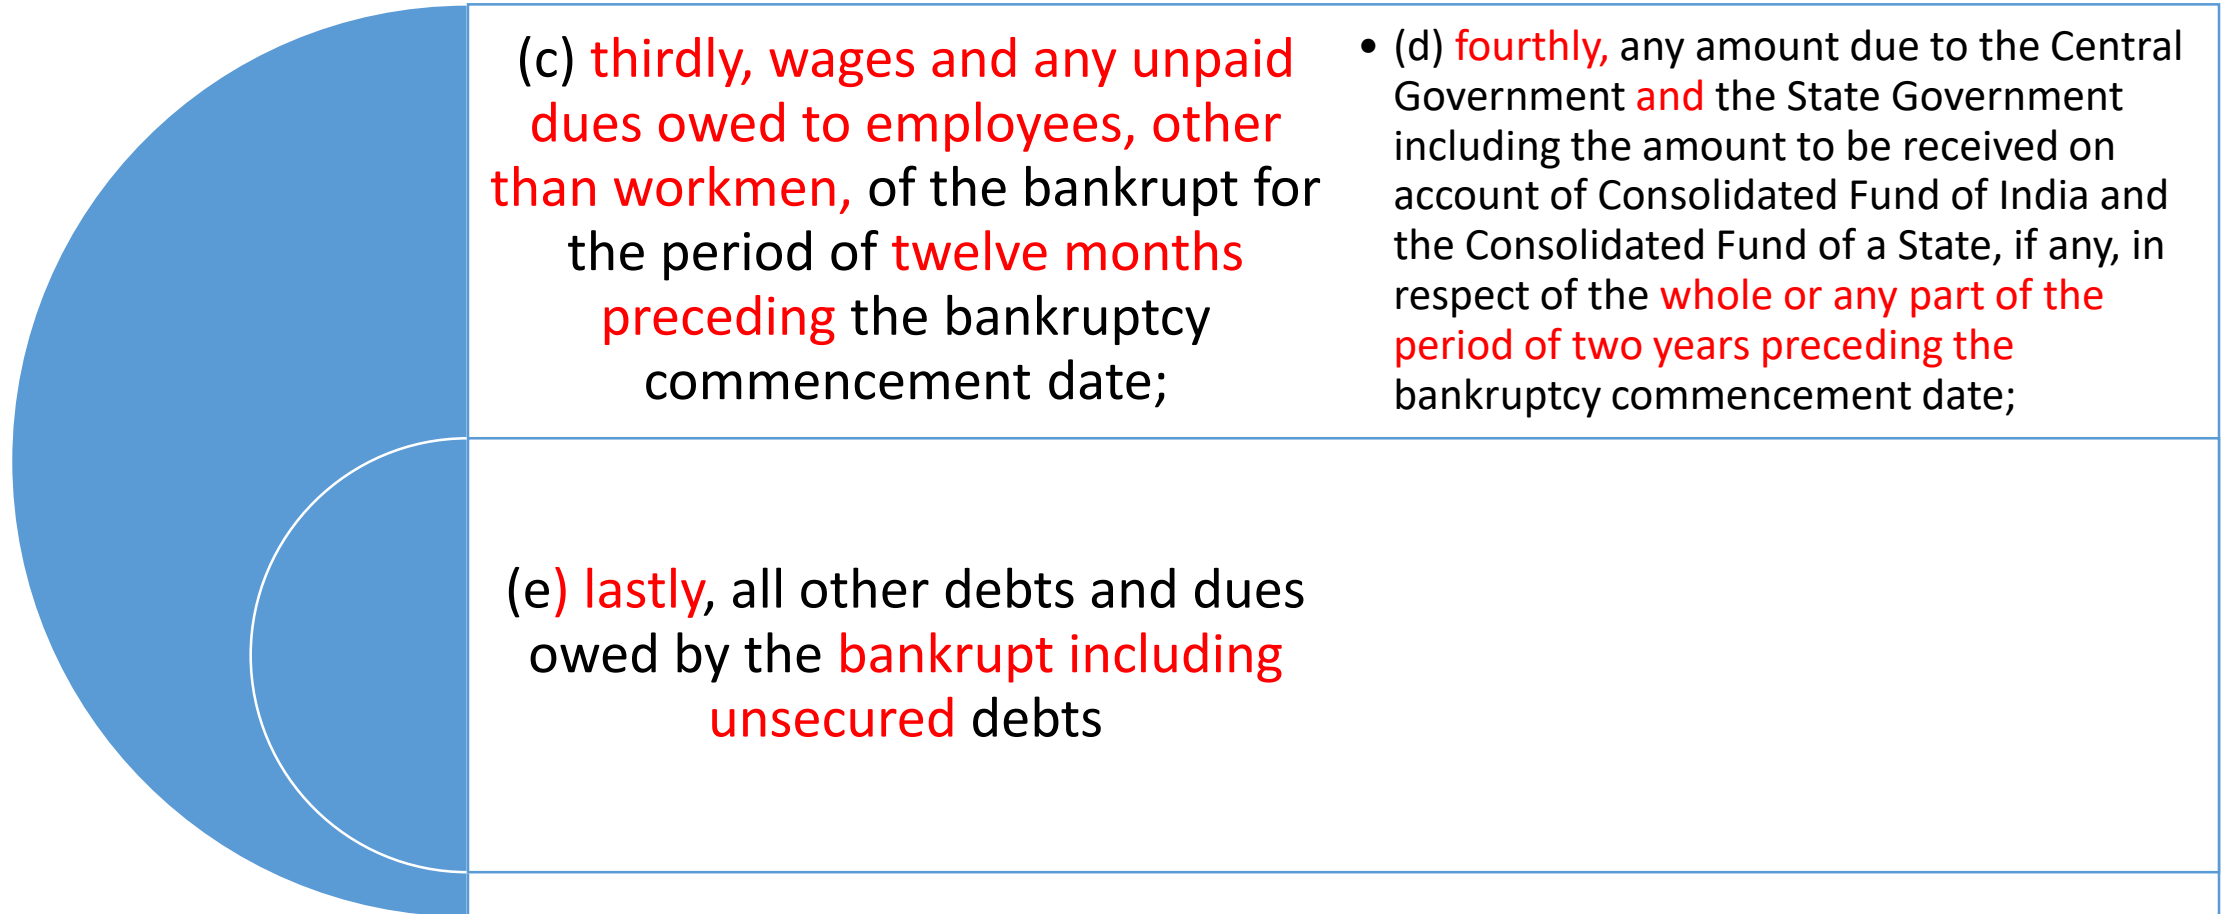 (c) thirdly, wages and any unpaid
dues owed to employees, other
than workmen, of the bankrupt for
the period of twelve months
preceding the bankruptcy
commencement date;
• (d) fourthly, any amount due to the Central
Government and the State Government
including the amount to be received on
account of Consolidated Fund of India and
the Consolidated Fund of a State, if any, in
respect of the whole or any part of the
period of two years preceding the
bankruptcy commencement date;
(e) lastly, all other debts and dues
owed by the bankrupt including
unsecured debts